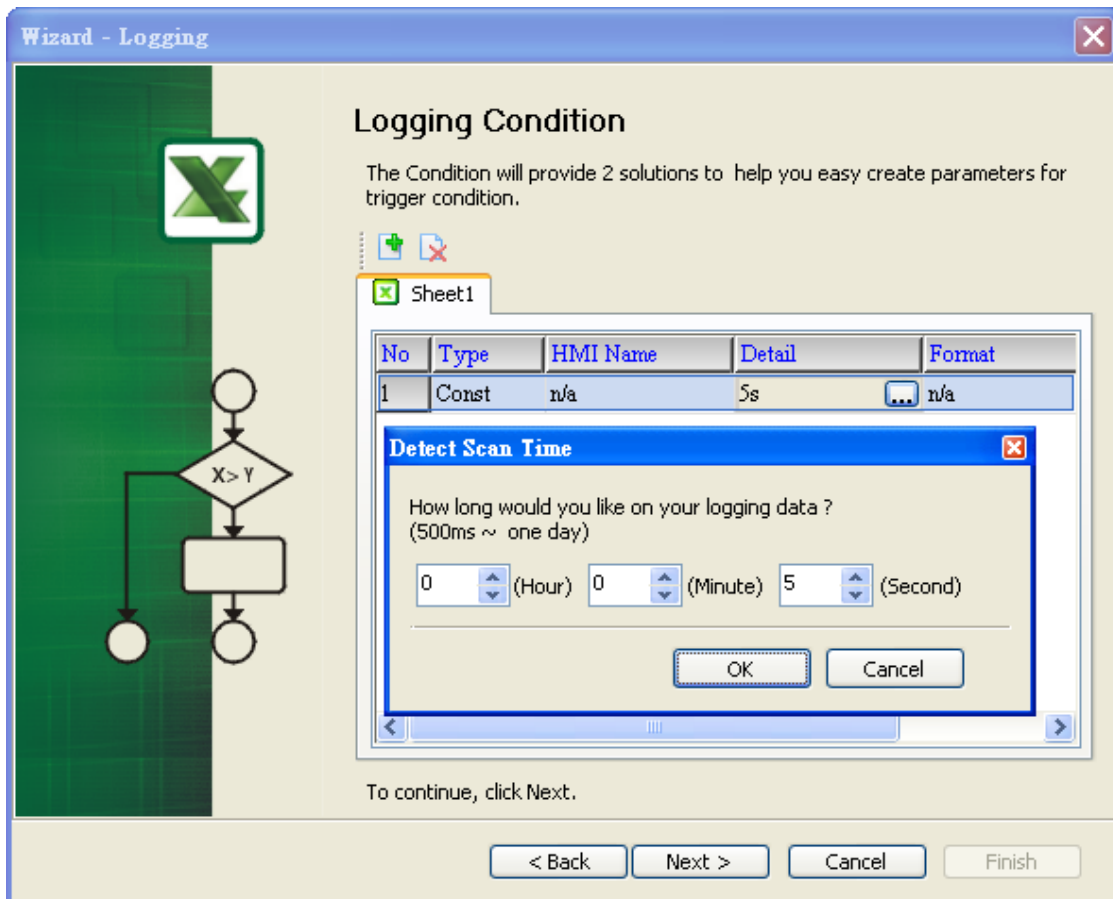 Wizard - Logging
Logging Condition
The Condition will provide 2 solutions to  help you easy create parameters for
trigger condition.
Sheet1
No Type HMI Name Detail Format
1 Const n/a 5s ... n/a
Detect Scan Time
How long would you like on your logging data ?
(500ms ~  one day)
0 (Hour) 0 (Minute) 5 (Second)
OK Cancel
X> Y
To continue, click Next.
< Back Next > Cancel Finish